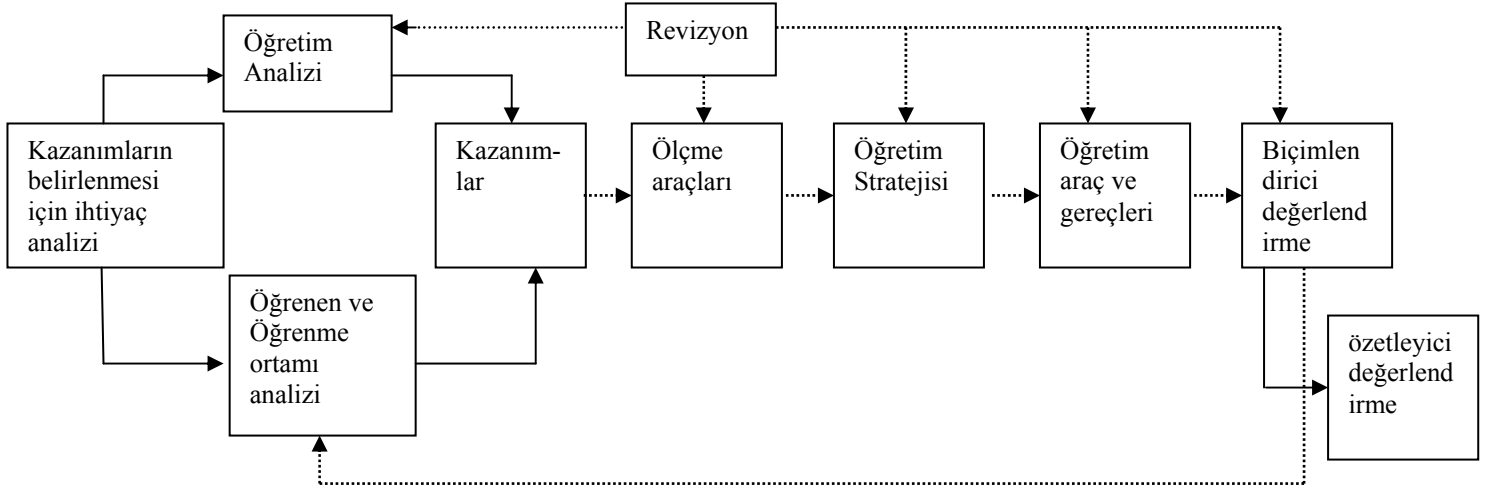 Revizyon
Öğretim
Analizi
Kazanımların
belirlenmesi
için ihtiyaç
analizi
Kazanım-
lar
Ölçme
araçları
Öğretim
Stratejisi
Öğretim
araç ve
gereçleri
Biçimlen
dirici
değerlend
irme
Öğrenen ve
Öğrenme
ortamı
analizi
özetleyici
değerlend
irme